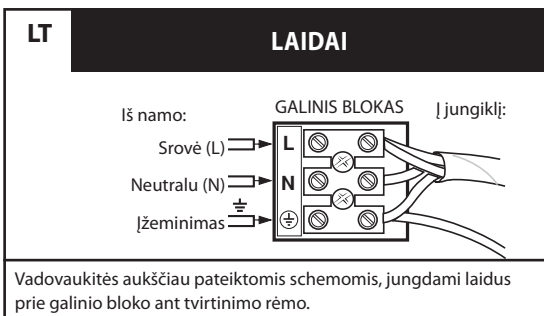 LT
LAIDAI
Iš namo:
GALINIS BLOKAS
Į jungiklį:
Srovė (L)
L
Neutralu (N)
N
Įžeminimas
Vadovaukitės aukščiau pateiktomis schemomis, jungdami laidus
prie galinio bloko ant tvirtinimo rėmo.